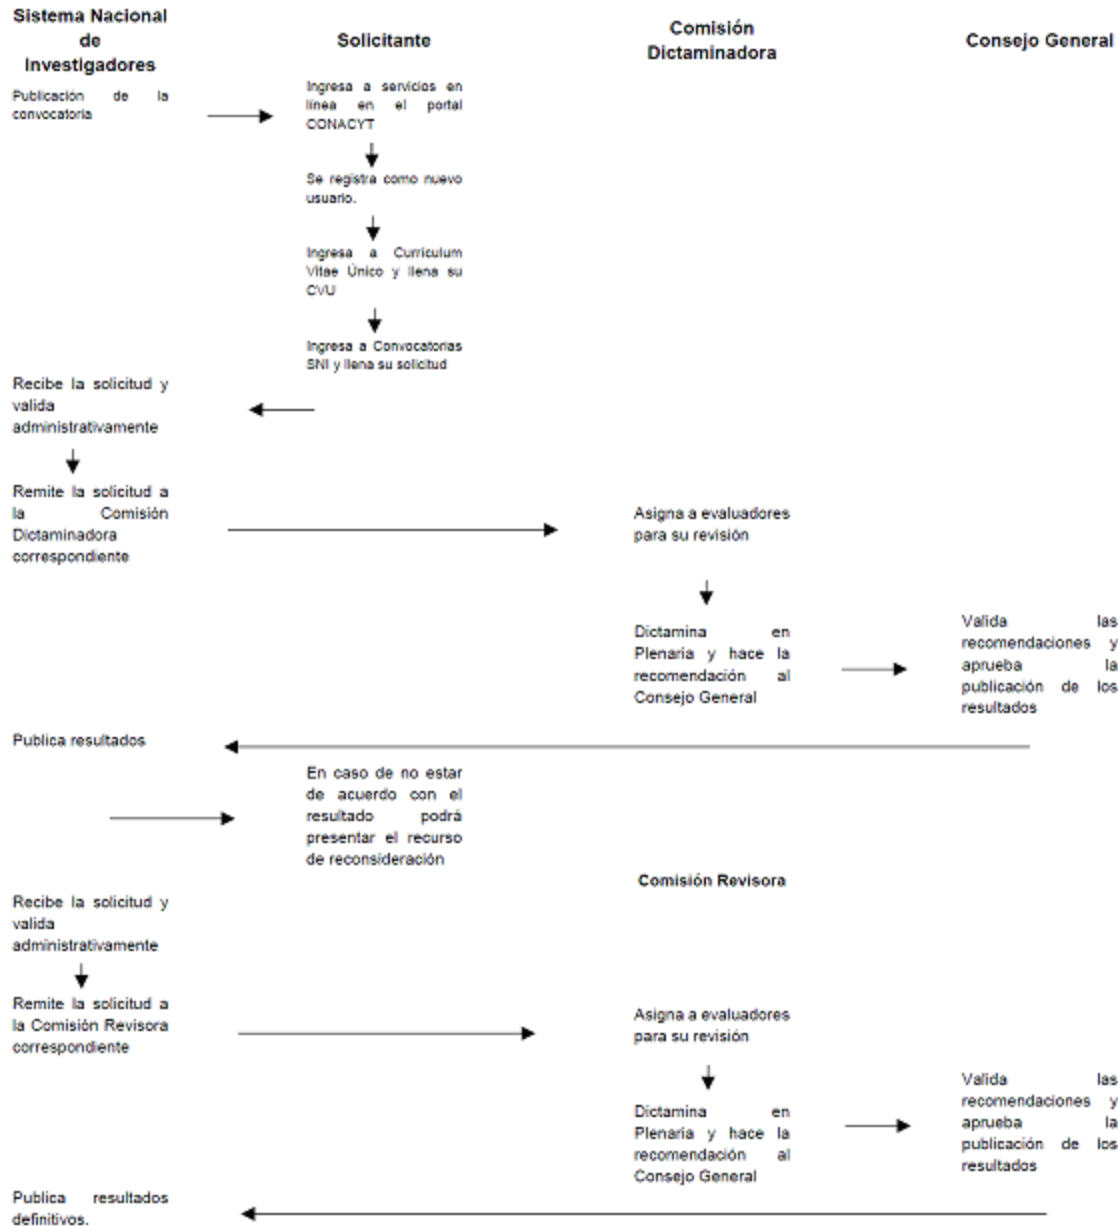 Sistema Nacional
de
Investigadores
Solicitante
Comisión
Dictaminadora
Consejo General
Publicación de la
convocatoria
Ingresa a servicios en
línea en el portal
CONACYT
Se registra como nuevo
usuario.
Ingresa a Curriculum
Vitae Único y llena su
CVU
Ingresa a Convocatorias
SNI y llena su solicitud
Recibe la solicitud y
valida
administrativamente
Remite la solicitud a
la Comisión
Dictaminadora
correspondiente
Asigna a evaluadores
para su revisión
Dictamina en
Plenaria y hace la
recomendación al
Consejo General
Valida las
recomendaciones y
aprueba la
publicación de los
resultados
Publica resultados
En caso de no estar
de acuerdo con el
resultado podrá
presentar el recurso
de reconsideración
Comisión Revisora
Recibe la solicitud y
valida
administrativamente
Remite la solicitud a
la Comisión Revisora
correspondiente
Asigna a evaluadores
para su revisión
Dictamina en
Plenaria y hace la
recomendación al
Consejo General
Valida las
recomendaciones y
aprueba la
publicación de los
resultados
Publica resultados
definitivos.